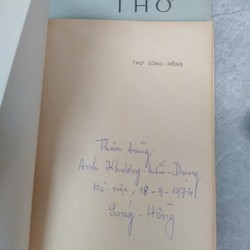 THƠ
THƠ SÓNG-HỒNG
Thân tặng
Anh Khương-hữu-Dụng
Hà nội, 18-9-1974
Sóng-Hồng